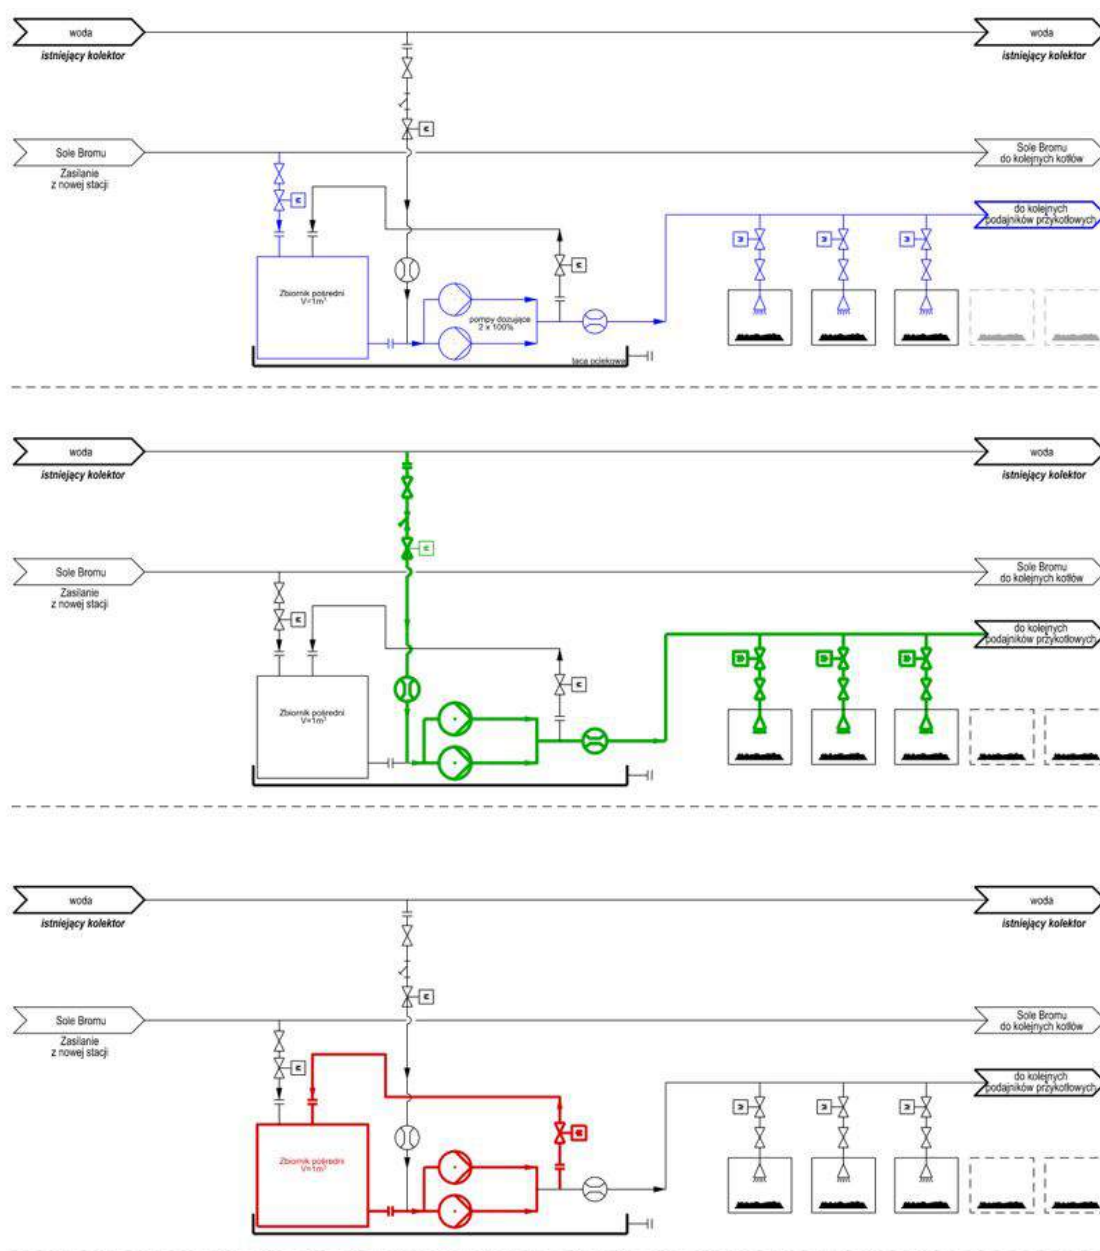 woda
woda
istniejący kolektor
istniejący kolektor
Sole Bromu
Sole Bromu
do kolejnych kotłów
Zasilanie
z nowej stacji
do kolejnych
podajników przykotłowych
M
M
M
M
M
M
Zbiornik pośredni
V=1m³
pompy dozujące
2 x 100%
taca ociekowa
woda
woda
istniejący kolektor
istniejący kolektor
Sole Bromu
Sole Bromu
do kolejnych kotłów
Zasilanie
z nowej stacji
do kolejnych
podajników przykotłowych
M
M
M
M
M
M
Zbiornik pośredni
V=1m³
woda
woda
istniejący kolektor
istniejący kolektor
Sole Bromu
Sole Bromu
do kolejnych kotłów
Zasilanie
z nowej stacji
do kolejnych
podajników przykotłowych
M
M
M
M
M
M
Zbiornik pośredni
V=1m³